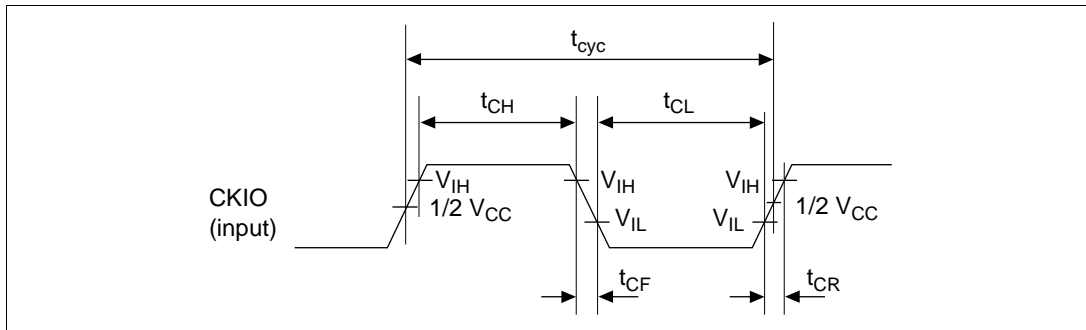 tcyc
tCH
tCL
CKIO
(input)
VIH
1/2 VCC
VIH
VIL
VIH
VIL
1/2 VCC
tCF
tCR